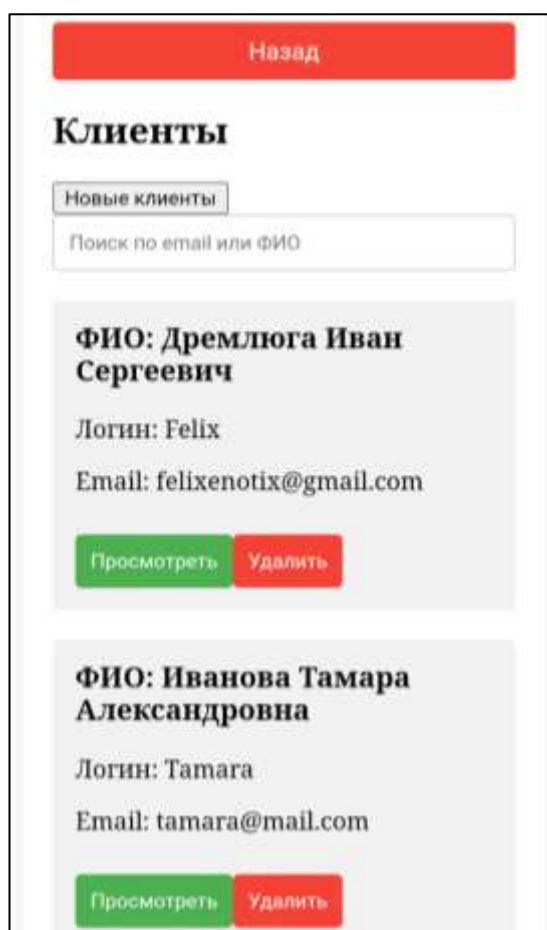 Назад
Клиенты
Новые клиенты
Поиск по email или ФИО
ФИО: Дремлюга Иван
Сергеевич
Логин: Felix
Email: felixenotix@gmail.com
Просмотреть Удалить
ФИО: Иванова Тамара
Александровна
Логин: Tamara
Email: tamara@mail.com
Просмотреть Удалить